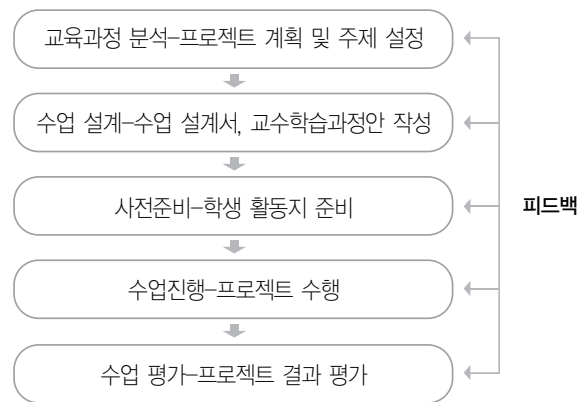 교육과정 분석–프로젝트 계획 및 주제 설정
수업 설계–수업 설계서, 교수학습과정안 작성
사전준비–학생 활동지 준비
피드백
수업진행–프로젝트 수행
수업 평가–프로젝트 결과 평가